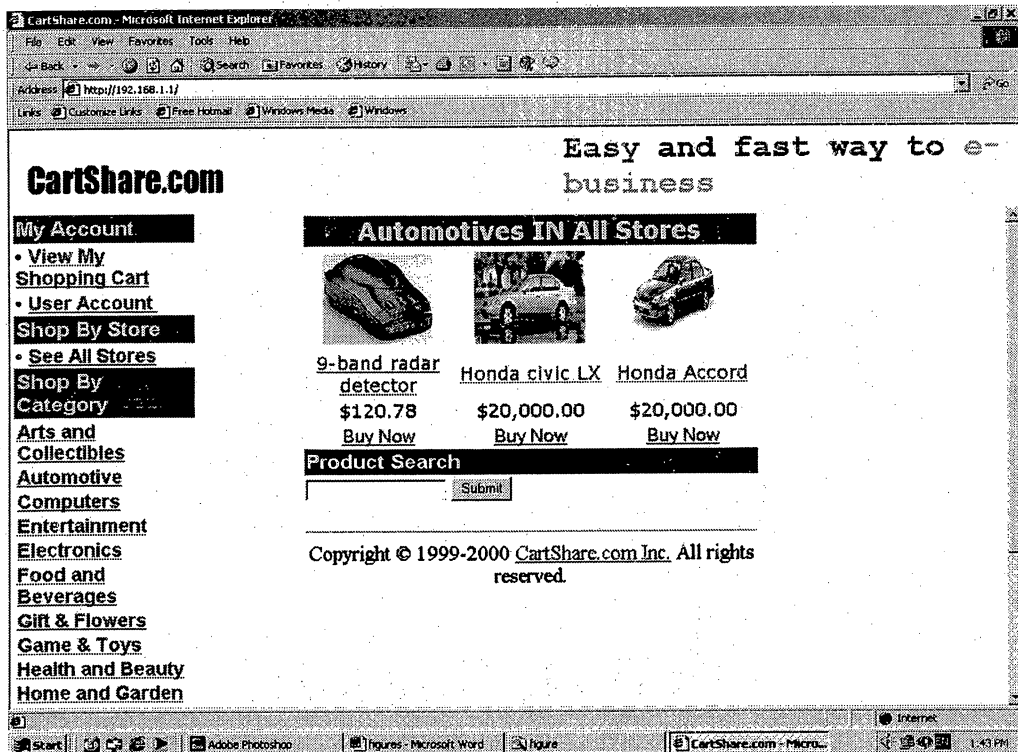 CartShare.com - Microsoft Internet Explorer
File Edit View Favorites Tools Help
Back Search Favorites History
Address http://192.168.1.1/ Go
Links Customize Links Free Hotmail Windows Media Windows
CartShare.com
Easy and fast way to e-
business
My Account
• View My
Shopping Cart
• User Account
Shop By Store
• See All Stores
Shop By
Category
Arts and
Collectibles
Automotive
Computers
Entertainment
Electronics
Food and
Beverages
Gift & Flowers
Game & Toys
Health and Beauty
Home and Garden
Automotives IN All Stores
9-band radar
detector
$120.78
Buy Now
Honda civic LX
$20,000.00
Buy Now
Honda Accord
$20,000.00
Buy Now
Product Search
Submit
Copyright © 1999-2000 CartShare.com Inc. All rights
reserved.
Internet
Start Adobe Photoshop figures - Microsoft Word figure CartShare.com - Micro... 1:43 PM